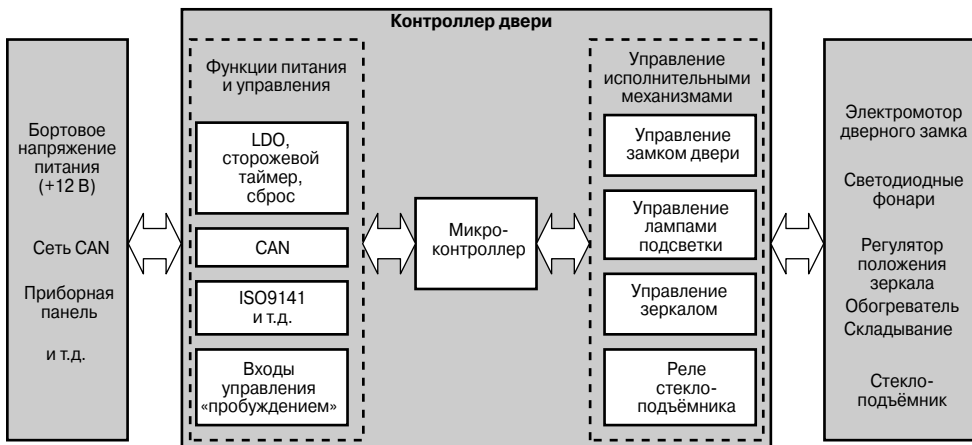 Контроллер двери
Бортовое
напряжение
питания
(+12 В)
Сеть CAN
Приборная
панель
и т.д.
Функции питания
и управления
LDO,
сторожевой
таймер,
сброс
CAN
ISO9141
и т.д.
Входы
управления
«пробуждением»
Микро-
контроллер
Управление
исполнительными
механизмами
Управление
замком двери
Управление
лампами
подсветки
Управление
зеркалом
Реле
стекло-
подъёмника
Электромотор
дверного замка
Светодиодные
фонари
Регулятор
положения
зеркала
Обогреватель
Складывание
Стекло-
подъёмник